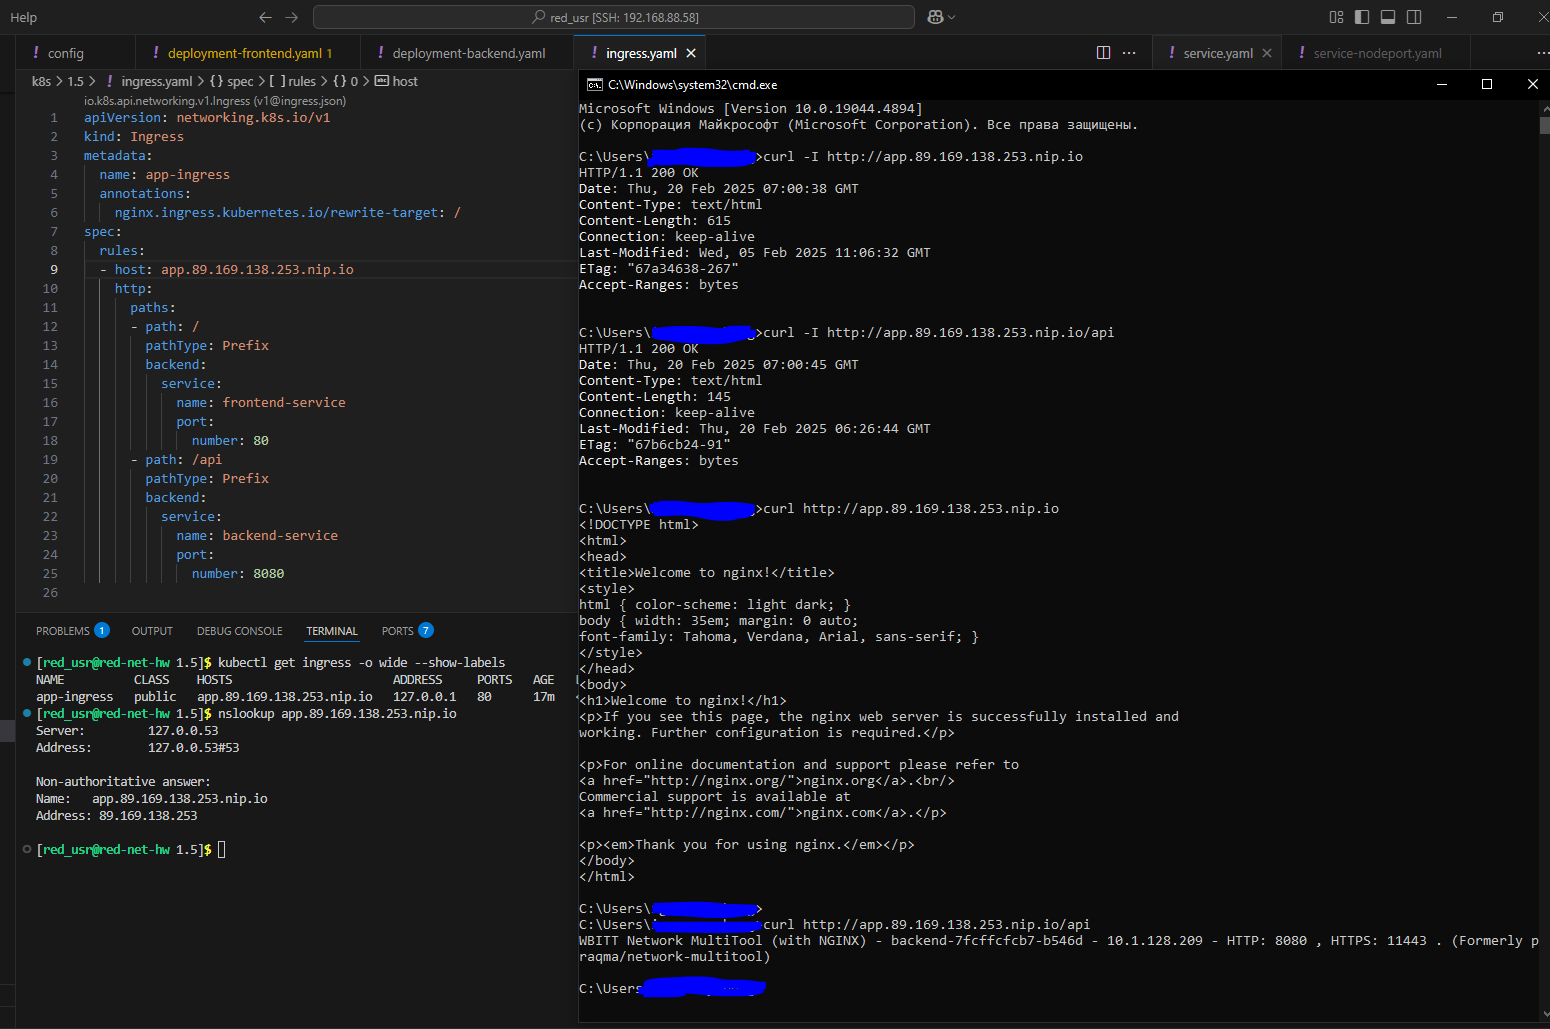 Help
red_usr [SSH: 192.168.88.58]
config
deployment-frontend.yaml 1
deployment-backend.yaml
ingress.yaml
service.yaml
service-nodeport.yaml
k8s > 1.5 > ! ingress.yaml > {} spec > [ ] rules > {} 0 > host
io.k8s.api.networking.v1.Ingress (v1@ingress.json)
1 apiVersion: networking.k8s.io/v1
2 kind: Ingress
3 metadata:
4 name: app-ingress
5 annotations:
6 nginx.ingress.kubernetes.io/rewrite-target: /
7 spec:
8 rules:
9 - host: app.89.169.138.253.nip.io
10 http:
11 paths:
12 - path: /
13 pathType: Prefix
14 backend:
15 service:
16 name: frontend-service
17 port:
18 number: 80
19 - path: /api
20 pathType: Prefix
21 backend:
22 service:
23 name: backend-service
24 port:
25 number: 8080
26
PROBLEMS 1 OUTPUT DEBUG CONSOLE TERMINAL PORTS 7
[red_usr@red-net-hw 1.5]$ kubectl get ingress -o wide --show-labels
NAME CLASS HOSTS ADDRESS PORTS AGE
app-ingress public app.89.169.138.253.nip.io 127.0.0.1 80 17m
[red_usr@red-net-hw 1.5]$ nslookup app.89.169.138.253.nip.io
Server: 127.0.0.53
Address: 127.0.0.53#53
Non-authoritative answer:
Name: app.89.169.138.253.nip.io
Address: 89.169.138.253
[red_usr@red-net-hw 1.5]$
C:\Windows\system32\cmd.exe
Microsoft Windows [Version 10.0.19044.4894]
(c) Корпорация Майкрософт (Microsoft Corporation). Все права защищены.
C:\Users\ >curl -I http://app.89.169.138.253.nip.io
HTTP/1.1 200 OK
Date: Thu, 20 Feb 2025 07:00:38 GMT
Content-Type: text/html
Content-Length: 615
Connection: keep-alive
Last-Modified: Wed, 05 Feb 2025 11:06:32 GMT
ETag: "67a34638-267"
Accept-Ranges: bytes
C:\Users\ >curl -I http://app.89.169.138.253.nip.io/api
HTTP/1.1 200 OK
Date: Thu, 20 Feb 2025 07:00:45 GMT
Content-Type: text/html
Content-Length: 145
Connection: keep-alive
Last-Modified: Thu, 20 Feb 2025 06:26:44 GMT
ETag: "67b6cb24-91"
Accept-Ranges: bytes
C:\Users\ >curl http://app.89.169.138.253.nip.io
<!DOCTYPE html>
<html>
<head>
<title>Welcome to nginx!</title>
<style>
html { color-scheme: light dark; }
body { width: 35em; margin: 0 auto;
font-family: Tahoma, Verdana, Arial, sans-serif; }
</style>
</head>
<body>
<h1>Welcome to nginx!</h1>
<p>If you see this page, the nginx web server is successfully installed and
working. Further configuration is required.</p>
<p>For online documentation and support please refer to
<a href="http://nginx.org/">nginx.org</a>.<br/>
Commercial support is available at
<a href="http://nginx.com/">nginx.com</a>.</p>
<p><em>Thank you for using nginx.</em></p>
</body>
</html>
C:\Users\ >
C:\Users\ curl http://app.89.169.138.253.nip.io/api
WBITT Network MultiTool (with NGINX) - backend-7fcffcfcb7-b546d - 10.1.128.209 - HTTP: 8080 , HTTPS: 11443 . (Formerly p
raqma/network-multitool)
C:\Users